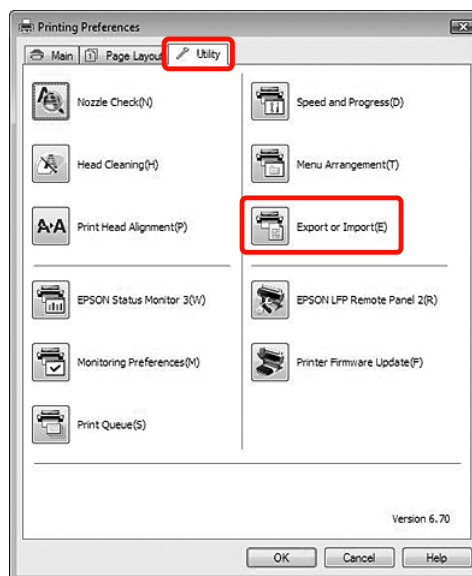 Printing Preferences
Main
Page Layout
Utility
Nozzle Check(N)
Speed and Progress(D)
Head Cleaning(H)
Menu Arrangement(T)
A
A
Print Head Alignment(P)
Export or Import(E)
EPSON Status Monitor 3(W)
EPSON LFP Remote Panel 2(R)
Monitoring Preferences(M)
Printer Firmware Update(F)
Print Queue(S)
Version 6.70
OK
Cancel
Help